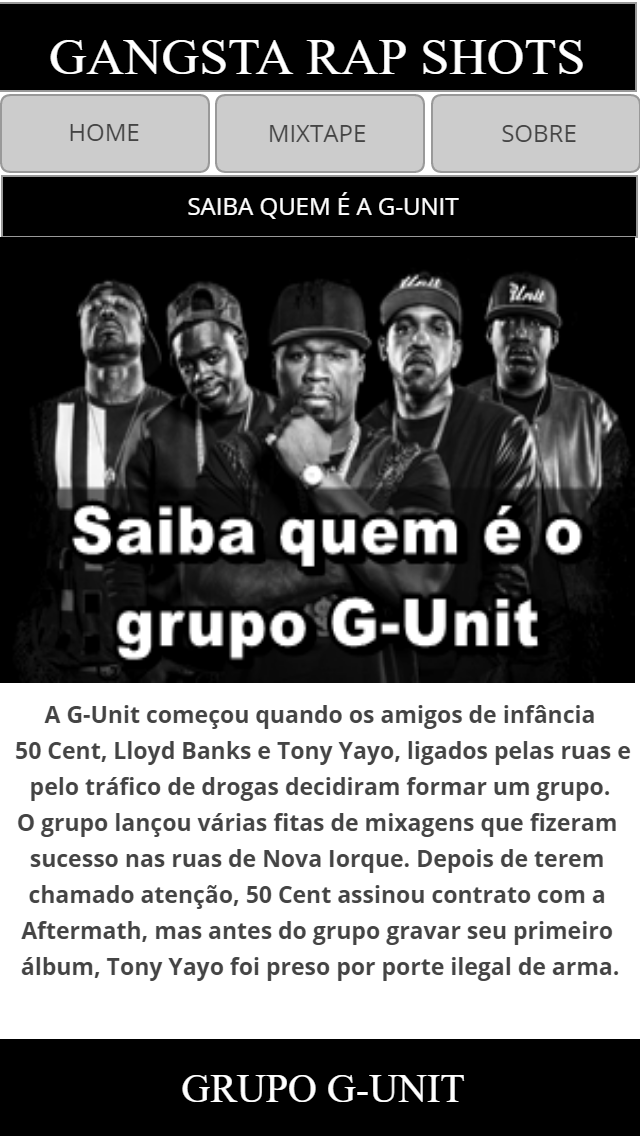 GANGSTA RAP SHOTS
HOME
MIXTAPE
SOBRE
SAIBA QUEM É A G-UNIT
Unit
Unit
Saiba quem é o
grupo G-Unit
A G-Unit começou quando os amigos de infância
50 Cent, Lloyd Banks e Tony Yayo, ligados pelas ruas e
pelo tráfico de drogas decidiram formar um grupo.
O grupo lançou várias fitas de mixagens que fizeram
sucesso nas ruas de Nova Iorque. Depois de terem
chamado atenção, 50 Cent assinou contrato com a
Aftermath, mas antes do grupo gravar seu primeiro
álbum, Tony Yayo foi preso por porte ilegal de arma.
GRUPO G-UNIT